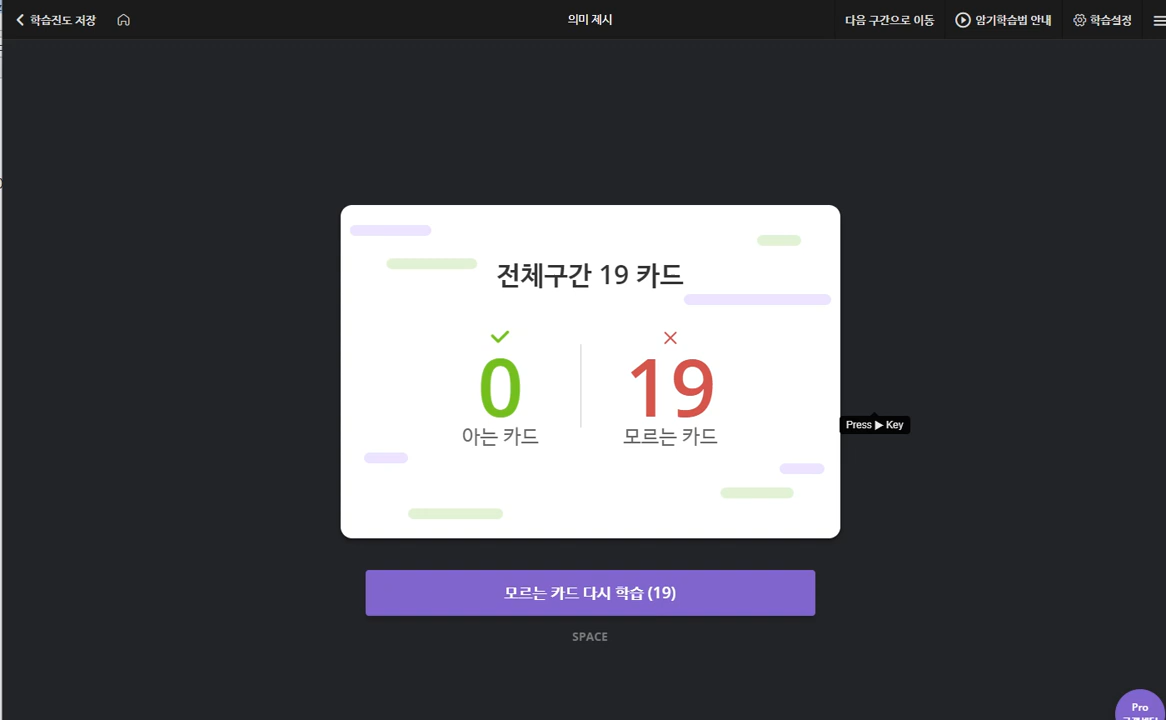 학습진도 저장
의미 제시
다음 구간으로 이동
암기학습법 안내
학습설정
전체구간 19 카드
0
19
아는 카드
모르는 카드
Press ▶ Key
모르는 카드 다시 학습 (19)
SPACE
Pro